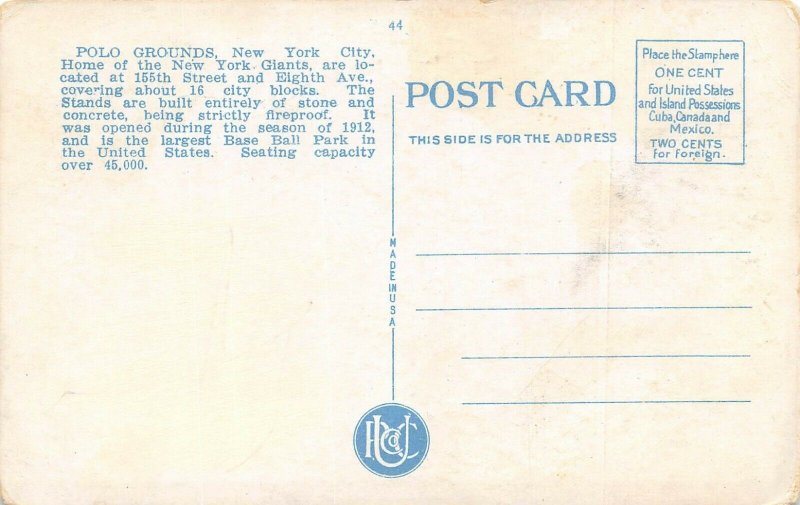 44
POLO GROUNDS, New York City.
Home of the New York Giants, are lo-
cated at 155th Street and Eighth Ave.,
covering about 16 city blocks. The
Stands are built entirely of stone and
concrete, being strictly fireproof. It
was opened during the season of 1912,
and is the largest Base Ball Park in
the United States. Seating capacity
over 45,000.
POST CARD
THIS SIDE IS FOR THE ADDRESS
Place the Stamp here
ONE CENT
for United States
and Island Possessions
Cuba, Canada and
Mexico.
TWO CENTS
for Foreign.
MADE IN USA